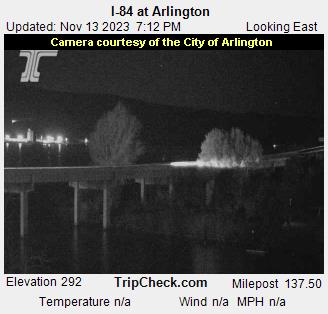 I-84 at Arlington
Updated: Nov 13 2023 7:12 PM Looking East
Camera courtesy of the City of Arlington
Elevation 292 TripCheck.com Milepost 137.50
Temperature n/a Wind n/a MPH n/a